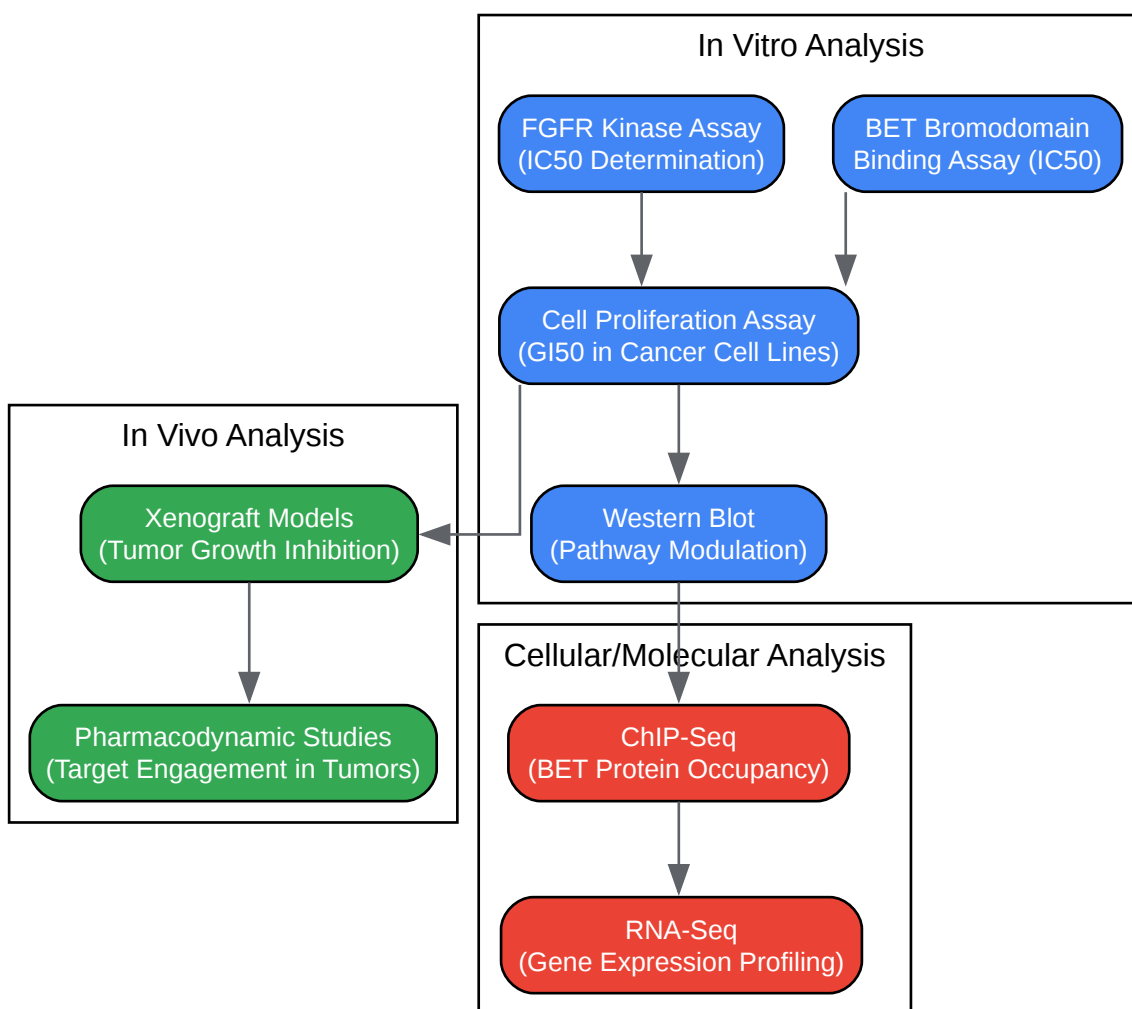 In Vitro Analysis
FGFR Kinase Assay
(IC50 Determination)
BET Bromodomain
Binding Assay (IC50)
Cell Proliferation Assay
(GI50 in Cancer Cell Lines)
In Vivo Analysis
Xenograft Models
(Tumor Growth Inhibition)
Western Blot
(Pathway Modulation)
Cellular/Molecular Analysis
Pharmacodynamic Studies
(Target Engagement in Tumors)
ChIP-Seq
(BET Protein Occupancy)
RNA-Seq
(Gene Expression Profiling)